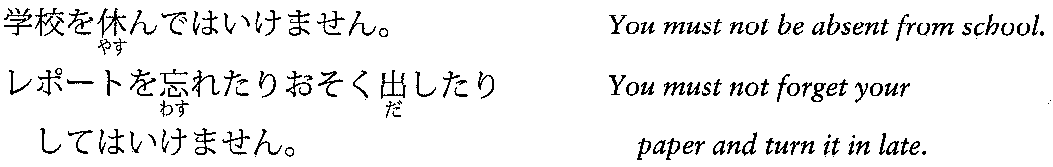 学校を休んではいけません。 You must not be absent from school.
やす
レポートを忘れたりおそく出したり You must not forget your
わす だ
してはいけません。 paper and turn it in late.